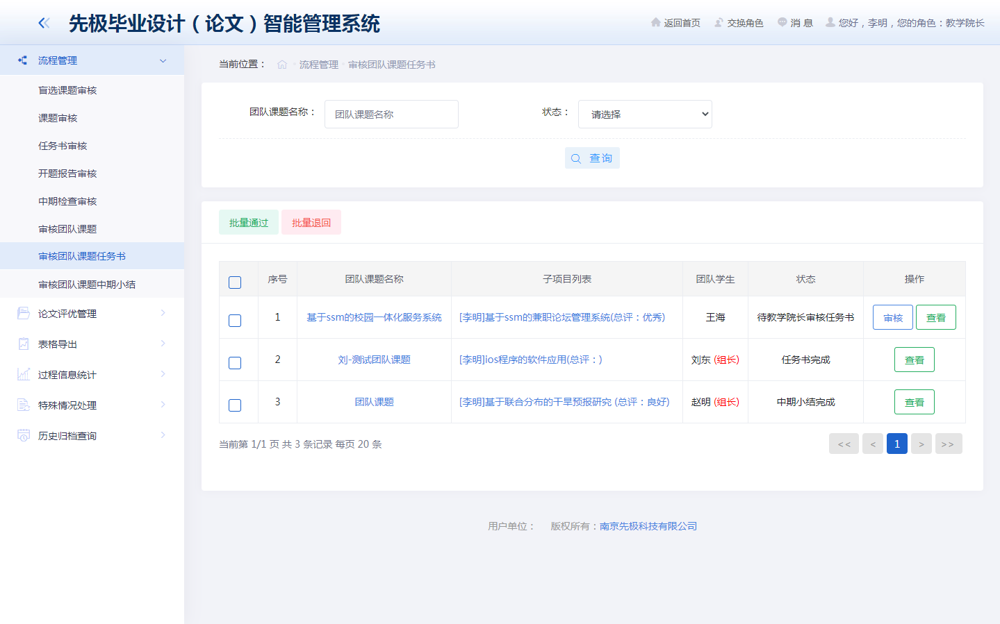 先极毕业设计（论文）智能管理系统
返回首页 交换角色 消 息 您好，李明，您的角色：教学院长
流程管理
盲选课题审核
课题审核
任务书审核
开题报告审核
中期检查审核
审核团队课题
审核团队课题任务书
审核团队课题中期小结
论文评优管理
表格导出
过程信息统计
特殊情况处理
历史归档查询
当前位置： 流程管理 审核团队课题任务书
团队课题名称： 团队课题名称 状态： 请选择
查询
批量通过 批量退回
序号 团队课题名称 子项目列表 团队学生 状态 操作
1 基于ssm的校园一体化服务系统 [李明]基于ssm的兼职论坛管理系统(总评：优秀) 王海 待教学院长审核任务书 审核 查看
2 刘-测试团队课题 [李明]ios程序的软件应用(总评：) 刘东 (组长) 任务书完成 查看
3 团队课题 [李明]基于联合分布的干旱预报研究 (总评：良好) 赵明 (组长) 中期小结完成 查看
当前第 1/1 页 共 3 条记录 每页 20 条
<< < 1 > >>
用户单位： 版权所有：南京先极科技有限公司